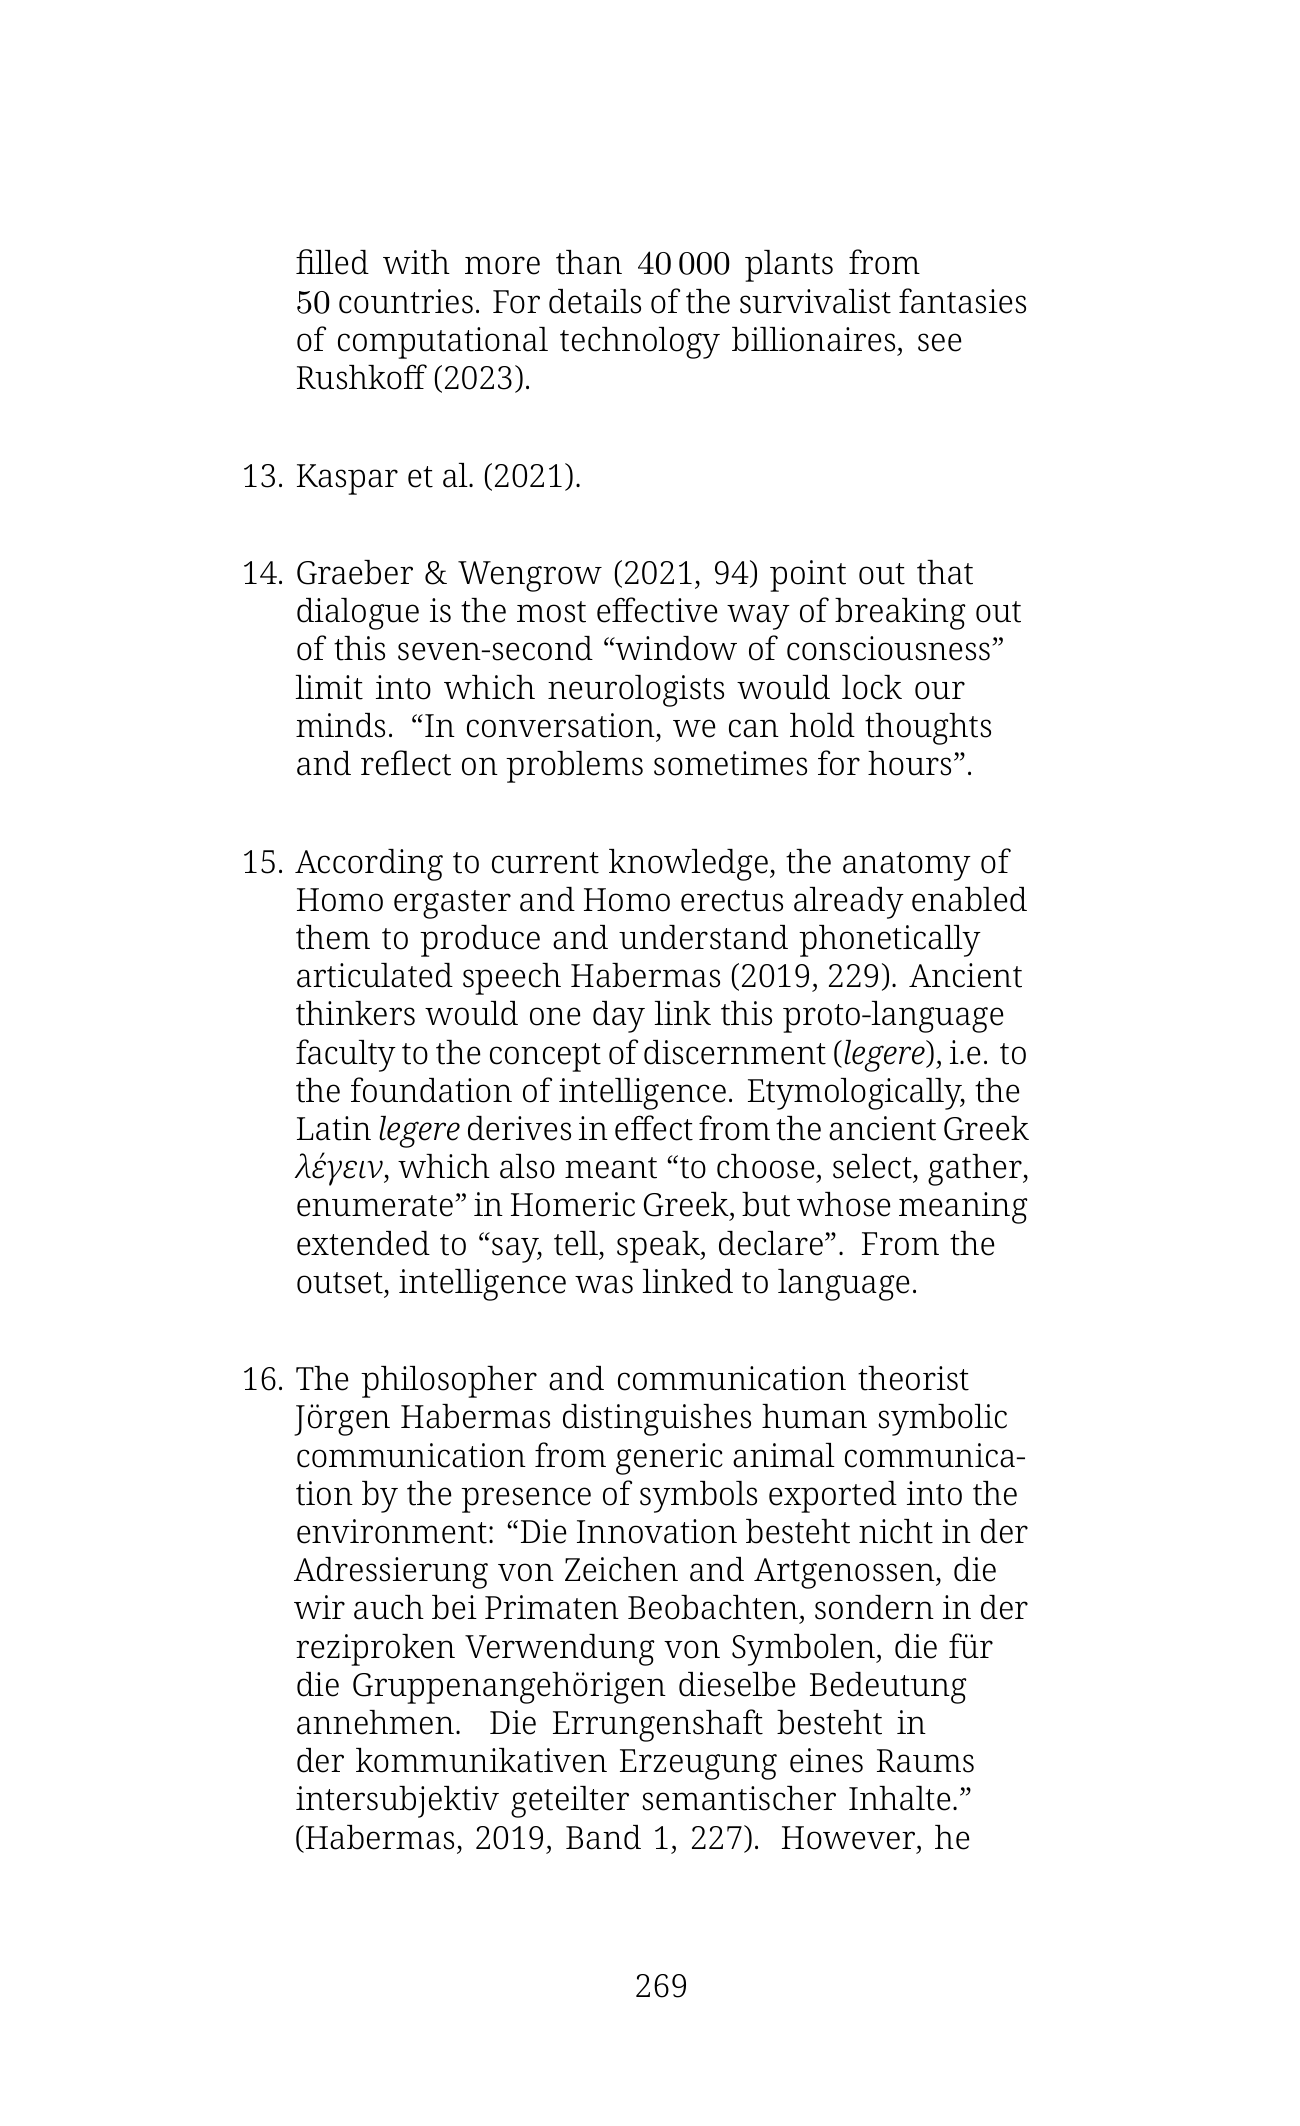 filled with more than 40 000 plants from
50 countries. For details of the survivalist fantasies
of computational technology billionaires, see
Rushkoff (2023).
13. Kaspar et al. (2021).
14. Graeber & Wengrow (2021, 94) point out that
dialogue is the most effective way of breaking out
of this seven-second “window of consciousness”
limit into which neurologists would lock our
minds. “In conversation, we can hold thoughts
and reflect on problems sometimes for hours”.
15. According to current knowledge, the anatomy of
Homo ergaster and Homo erectus already enabled
them to produce and understand phonetically
articulated speech Habermas (2019, 229). Ancient
thinkers would one day link this proto-language
faculty to the concept of discernment (legere), i.e. to
the foundation of intelligence. Etymologically, the
Latin legere derives in effect from the ancient Greek
λέγειν, which also meant “to choose, select, gather,
enumerate” in Homeric Greek, but whose meaning
extended to “say, tell, speak, declare”. From the
outset, intelligence was linked to language.
16. The philosopher and communication theorist
Jörgen Habermas distinguishes human symbolic
communication from generic animal communica-
tion by the presence of symbols exported into the
environment: “Die Innovation besteht nicht in der
Adressierung von Zeichen and Artgenossen, die
wir auch bei Primaten Beobachten, sondern in der
reziproken Verwendung von Symbolen, die für
die Gruppenangehörigen dieselbe Bedeutung
annehmen. Die Errungenshaft besteht in
der kommunikativen Erzeugung eines Raums
intersubjektiv geteilter semantischer Inhalte.”
(Habermas, 2019, Band 1, 227). However, he
269